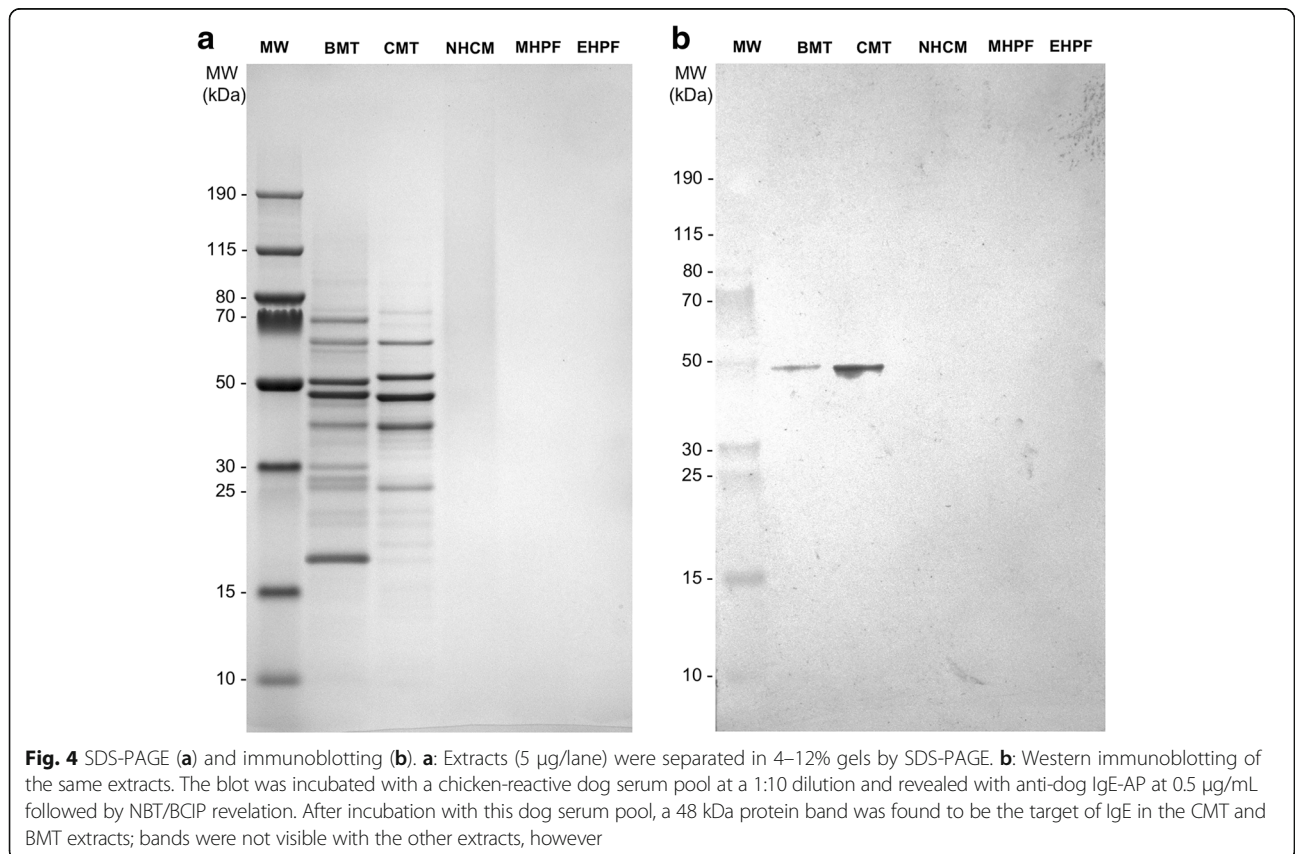 a
MW BMT CMT NHCM MHPF EHPF
MW
(kDa)
190 -
115 -
80 -
70 -
50 -
30 -
25 -
15 -
10 -
b
MW BMT CMT NHCM MHPF EHPF
MW
(kDa)
190 -
115 -
80 -
70 -
50 -
30 -
25 -
15 -
10 -
Fig. 4 SDS-PAGE (a) and immunoblotting (b). a: Extracts (5 μg/lane) were separated in 4–12% gels by SDS-PAGE. b: Western immunoblotting of
the same extracts. The blot was incubated with a chicken-reactive dog serum pool at a 1:10 dilution and revealed with anti-dog IgE-AP at 0.5 μg/mL
followed by NBT/BCIP revelation. After incubation with this dog serum pool, a 48 kDa protein band was found to be the target of IgE in the CMT and
BMT extracts; bands were not visible with the other extracts, however